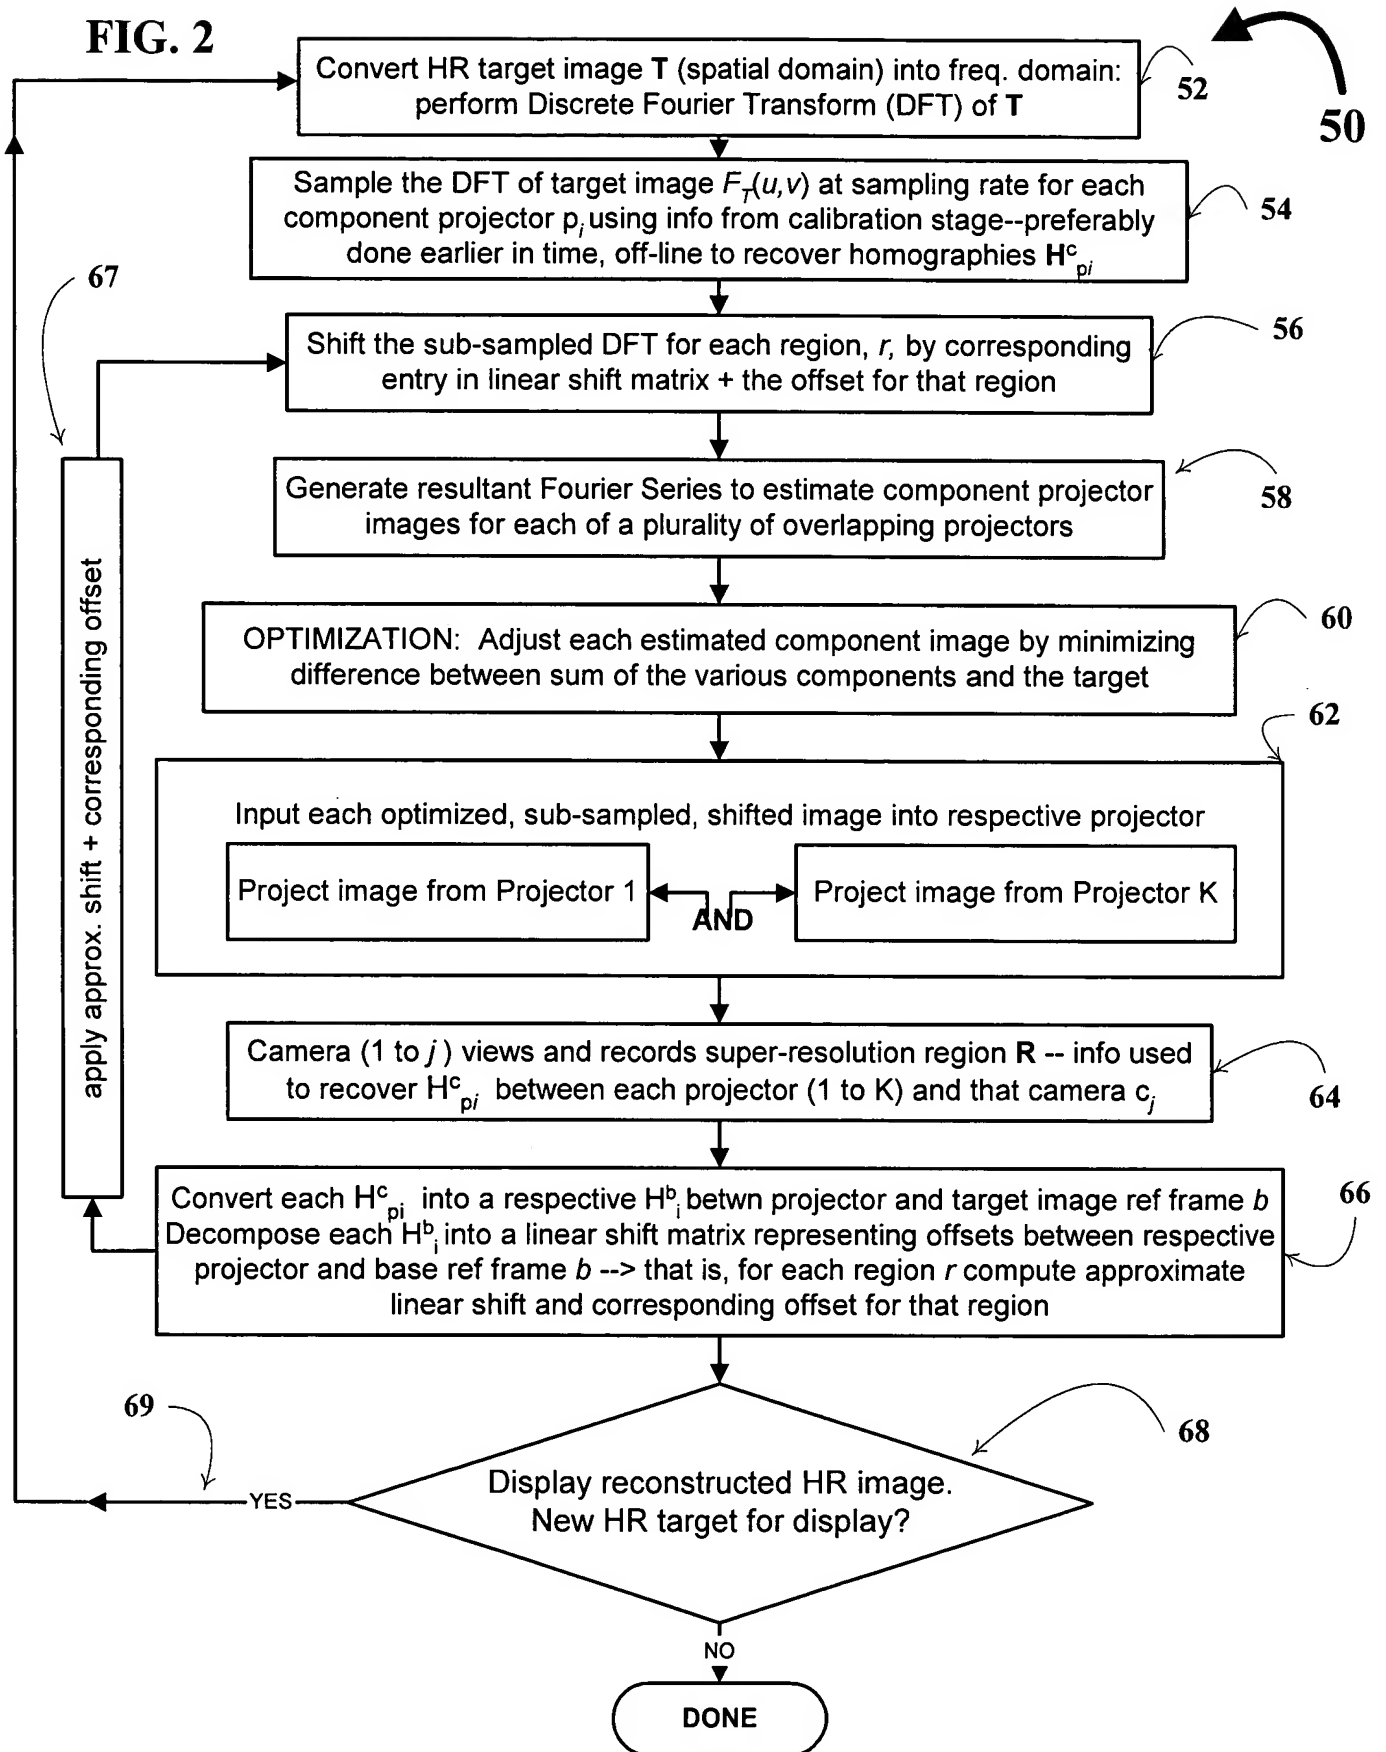 FIG. 2
50
Convert HR target image T (spatial domain) into freq. domain:
perform Discrete Fourier Transform (DFT) of T
52
Sample the DFT of target image F_T(u,v) at sampling rate for each
component projector p_i using info from calibration stage--preferably
done earlier in time, off-line to recover homographies H^c_pi
54
67
Shift the sub-sampled DFT for each region, r, by corresponding
entry in linear shift matrix + the offset for that region
56
Generate resultant Fourier Series to estimate component projector
images for each of a plurality of overlapping projectors
58
apply approx. shift + corresponding offset
OPTIMIZATION: Adjust each estimated component image by minimizing
difference between sum of the various components and the target
60
62
Input each optimized, sub-sampled, shifted image into respective projector
Project image from Projector 1
AND
Project image from Projector K
Camera (1 to j ) views and records super-resolution region R -- info used
to recover H^c_pi between each projector (1 to K) and that camera c_j
64
Convert each H^c_pi into a respective H^b_i betwn projector and target image ref frame b
Decompose each H^b_i into a linear shift matrix representing offsets between respective
projector and base ref frame b --> that is, for each region r compute approximate
linear shift and corresponding offset for that region
66
69
68
Display reconstructed HR image.
New HR target for display?
YES
NO
DONE